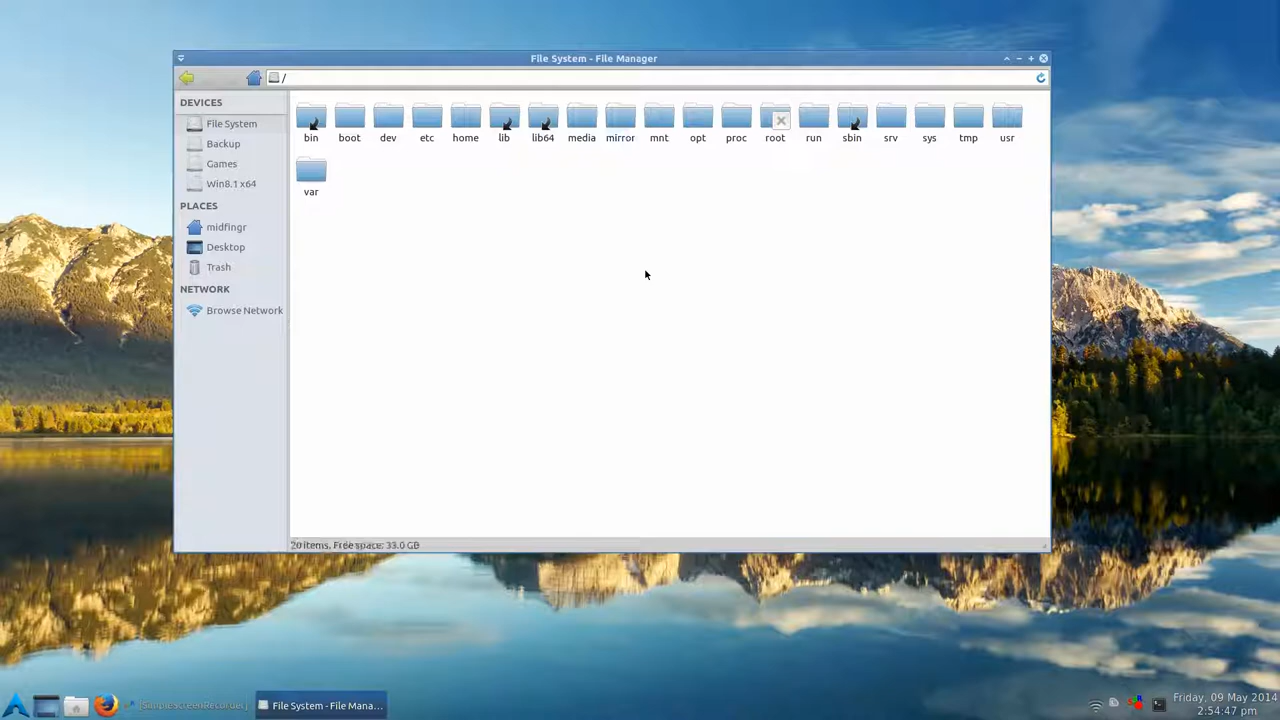 File System - File Manager
/
DEVICES
File System
Backup
Games
Win8.1 x64
PLACES
midfingr
Desktop
Trash
NETWORK
Browse Network
bin boot dev etc home lib lib64 media mirror mnt opt proc root run sbin srv sys tmp usr
var
20 items, Free space: 33.0 GB
[SimpleScreenRecorder]
File System - File Mana...
Friday, 09 May 2014
2:54:47 pm